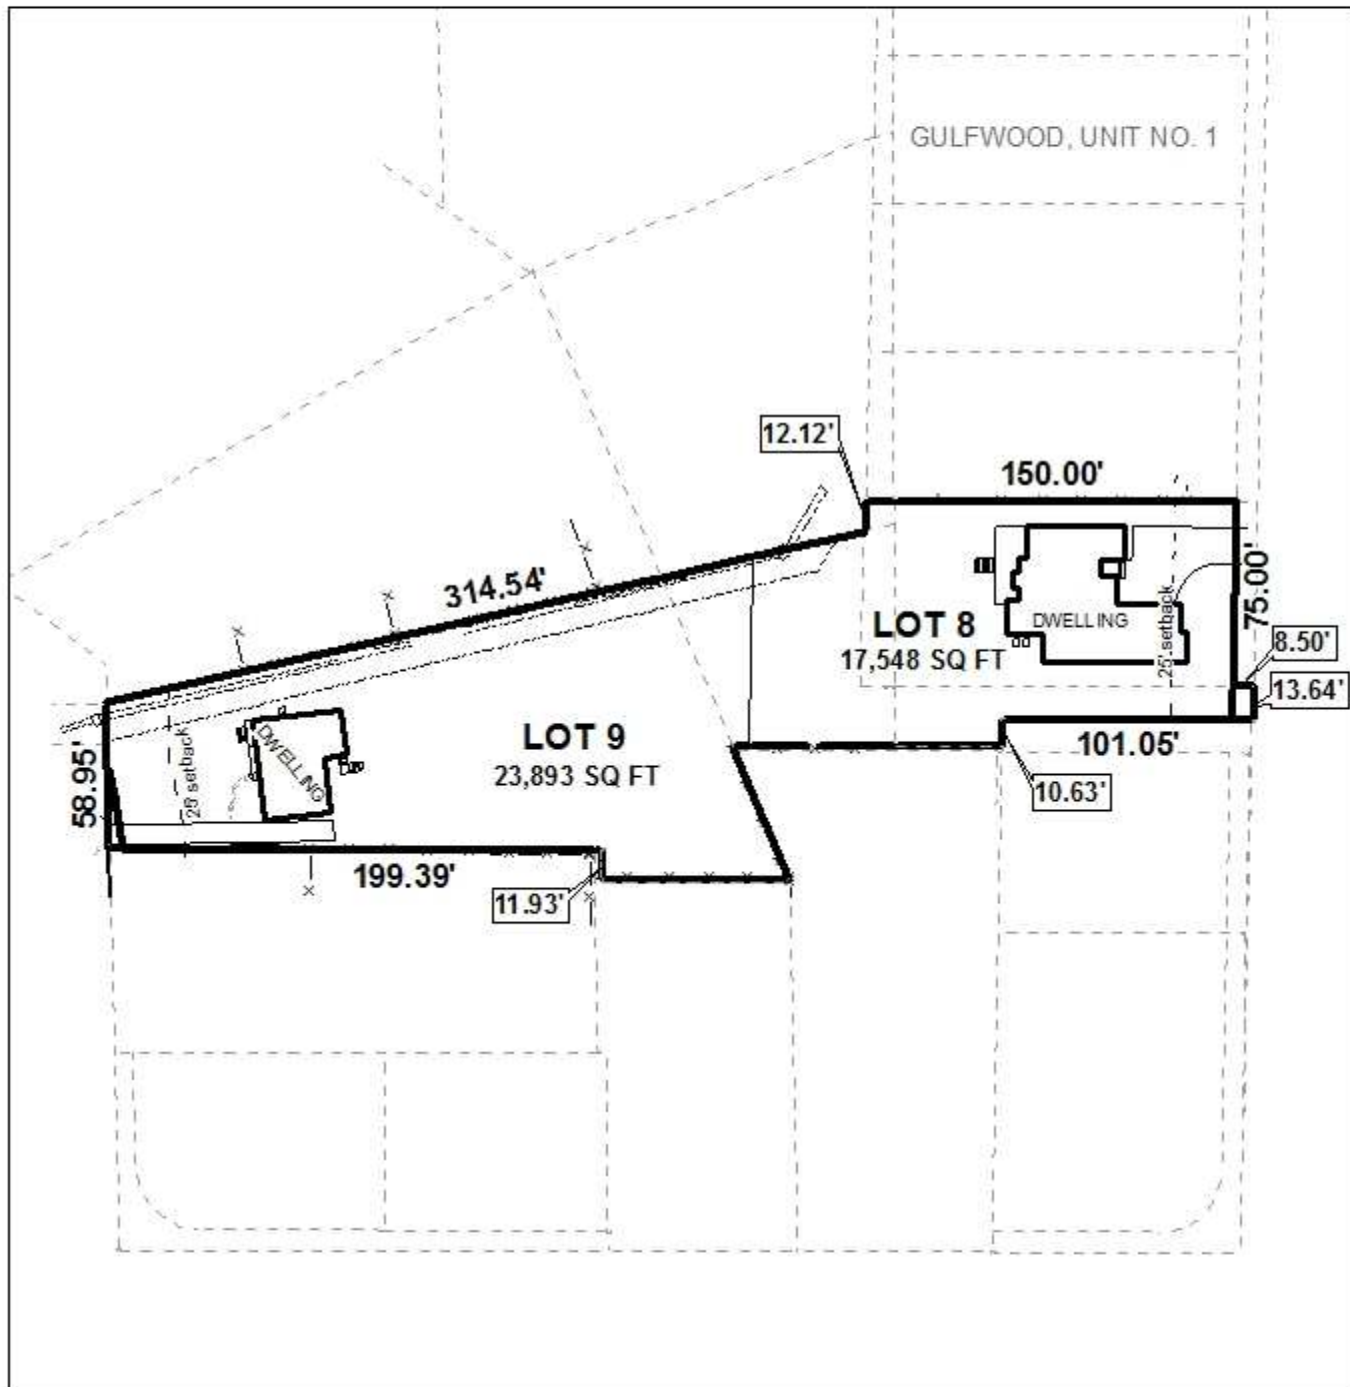 GULFWOOD, UNIT NO. 1
12.12'
150.00'
314.54'
75.00'
LOT 8
17,548 SQ FT
DWELLING
25' setback
8.50'
13.64'
101.05'
10.63'
LOT 9
23,893 SQ FT
DWELLING
25' setback
58.95'
199.39'
11.93'